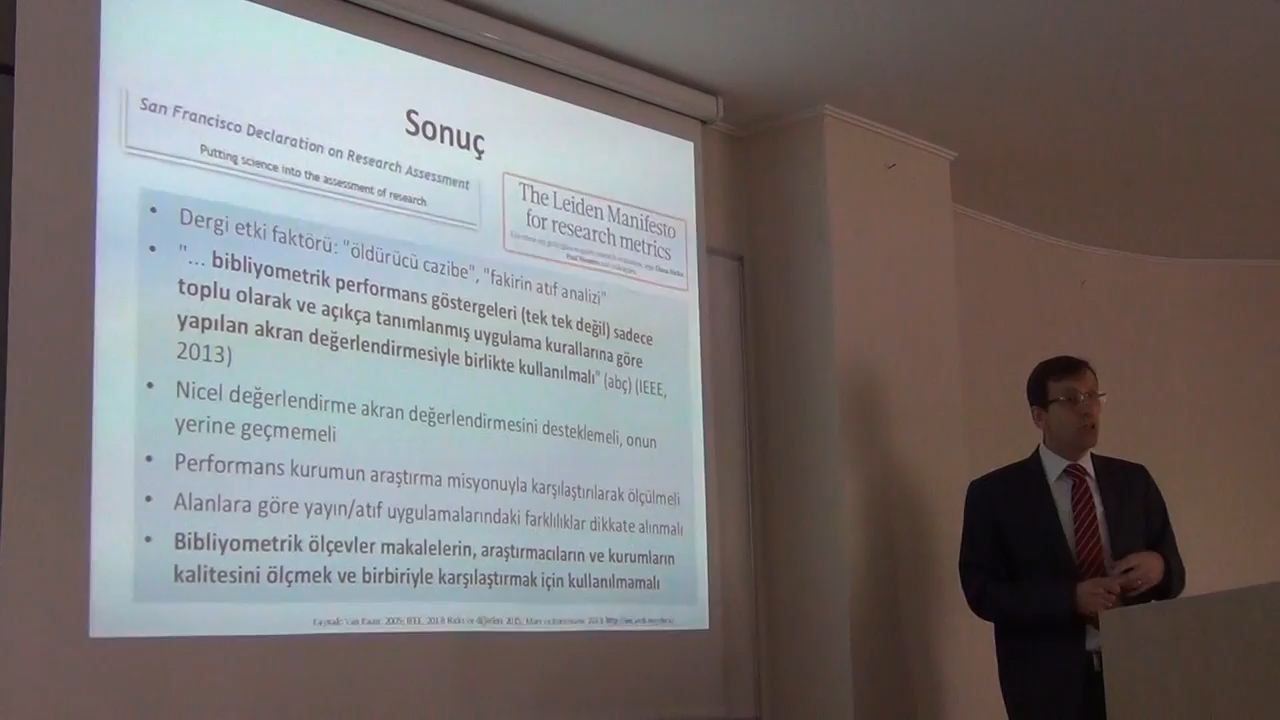 Sonuç
San Francisco Declaration on Research Assessment
Putting science into the assessment of research
The Leiden Manifesto
for research metrics
• Dergi etki faktörü: "öldürücü cazibe", "fakirin atıf analizi"
• "... bibliyometrik performans göstergeleri (tek tek değil) sadece
toplu olarak ve açıkça tanımlanmış uygulama kurallarına göre
yapılan akran değerlendirmesiyle birlikte kullanılmalı" (abç) (IEEE,
2013)
• Nicel değerlendirme akran değerlendirmesini desteklemeli, onun
yerine geçmemeli
• Performans kurumun araştırma misyonuyla karşılaştırılarak ölçülmeli
• Alanlara göre yayın/atıf uygulamalarındaki farklılıklar dikkate alınmalı
• Bibliyometrik ölçevler makalelerin, araştırmacıların ve kurumların
kalitesini ölçmek ve birbiriyle karşılaştırmak için kullanılmamalı